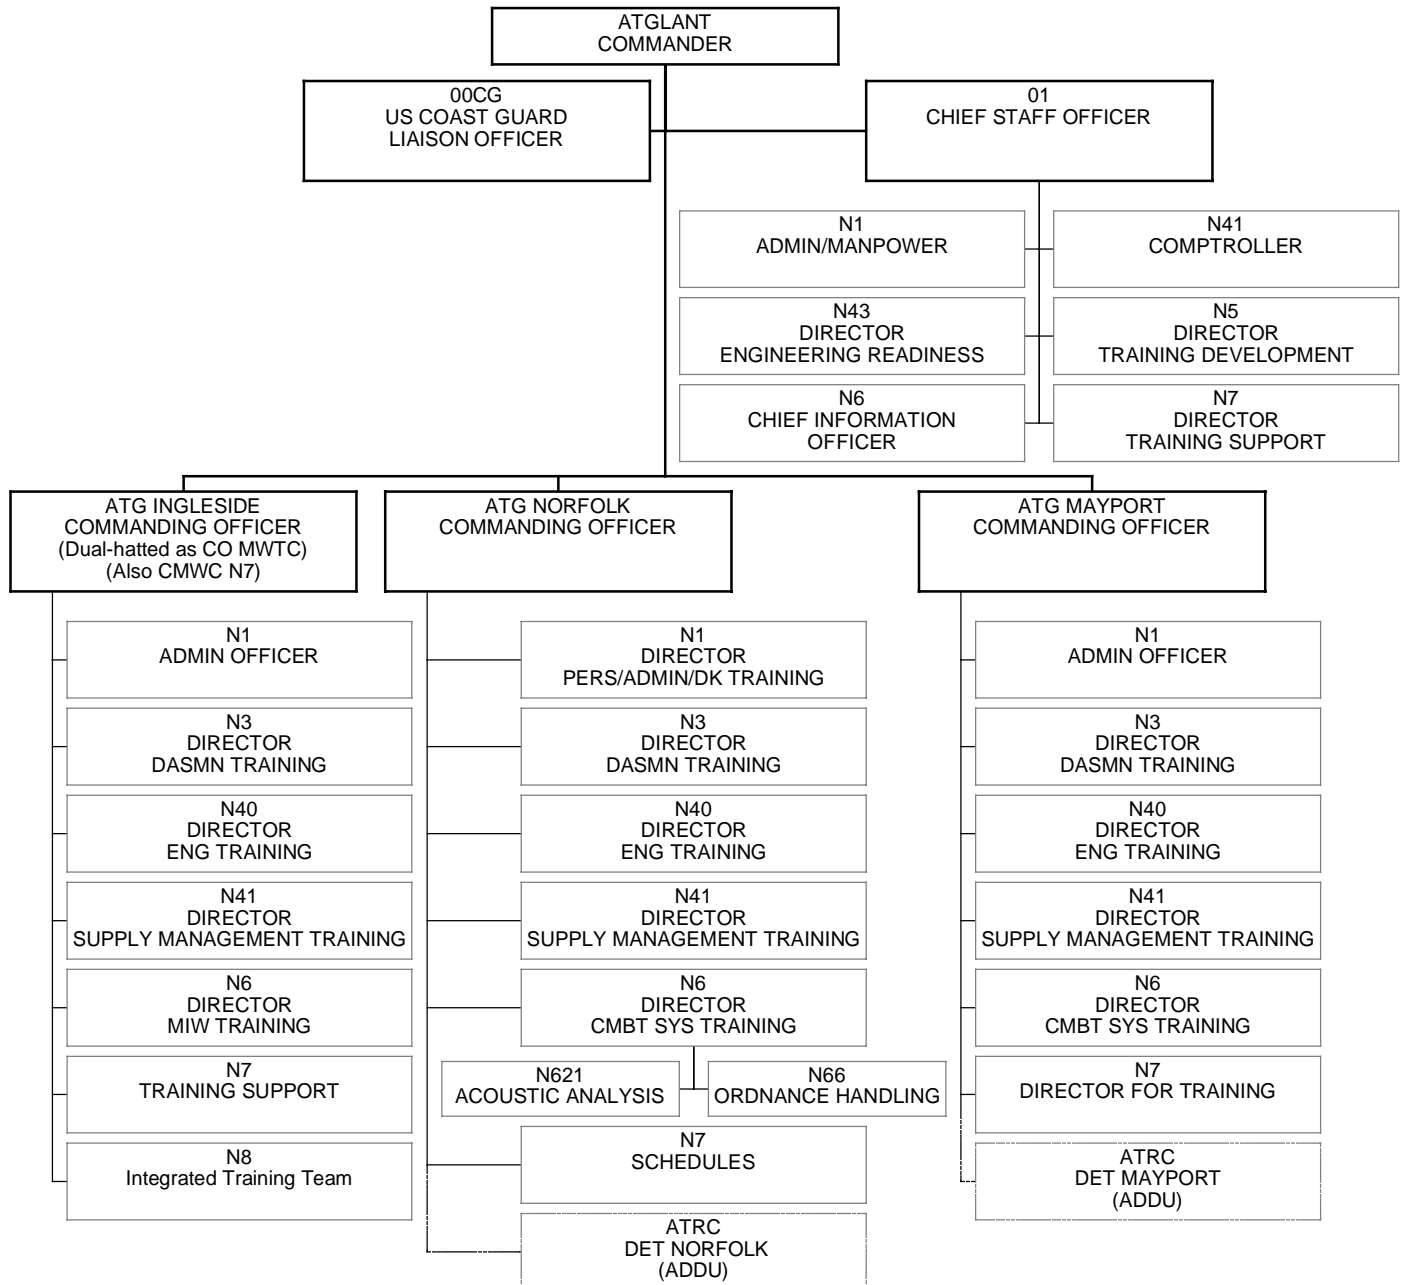 ATGLANT
COMMANDER
00CG
US COAST GUARD
LIAISON OFFICER
01
CHIEF STAFF OFFICER
N1
ADMIN/MANPOWER
N41
COMPTROLLER
N43
DIRECTOR
ENGINEERING READINESS
N5
DIRECTOR
TRAINING DEVELOPMENT
N6
CHIEF INFORMATION
OFFICER
N7
DIRECTOR
TRAINING SUPPORT
ATG INGLESIDE
COMMANDING OFFICER
(Dual-hatted as CO MWTC)
(Also CMWC N7)
N1
ADMIN OFFICER
N3
DIRECTOR
DASMN TRAINING
N40
DIRECTOR
ENG TRAINING
N41
DIRECTOR
SUPPLY MANAGEMENT TRAINING
N6
DIRECTOR
MIW TRAINING
N7
TRAINING SUPPORT
N8
Integrated Training Team
ATG NORFOLK
COMMANDING OFFICER
N1
DIRECTOR
PERS/ADMIN/DK TRAINING
N3
DIRECTOR
DASMN TRAINING
N40
DIRECTOR
ENG TRAINING
N41
DIRECTOR
SUPPLY MANAGEMENT TRAINING
N6
DIRECTOR
CMBT SYS TRAINING
N621
ACOUSTIC ANALYSIS
N66
ORDNANCE HANDLING
N7
SCHEDULES
ATRC
DET NORFOLK
(ADDU)
ATG MAYPORT
COMMANDING OFFICER
N1
ADMIN OFFICER
N3
DIRECTOR
DASMN TRAINING
N40
DIRECTOR
ENG TRAINING
N41
DIRECTOR
SUPPLY MANAGEMENT TRAINING
N6
DIRECTOR
CMBT SYS TRAINING
N7
DIRECTOR FOR TRAINING
ATRC
DET MAYPORT
(ADDU)